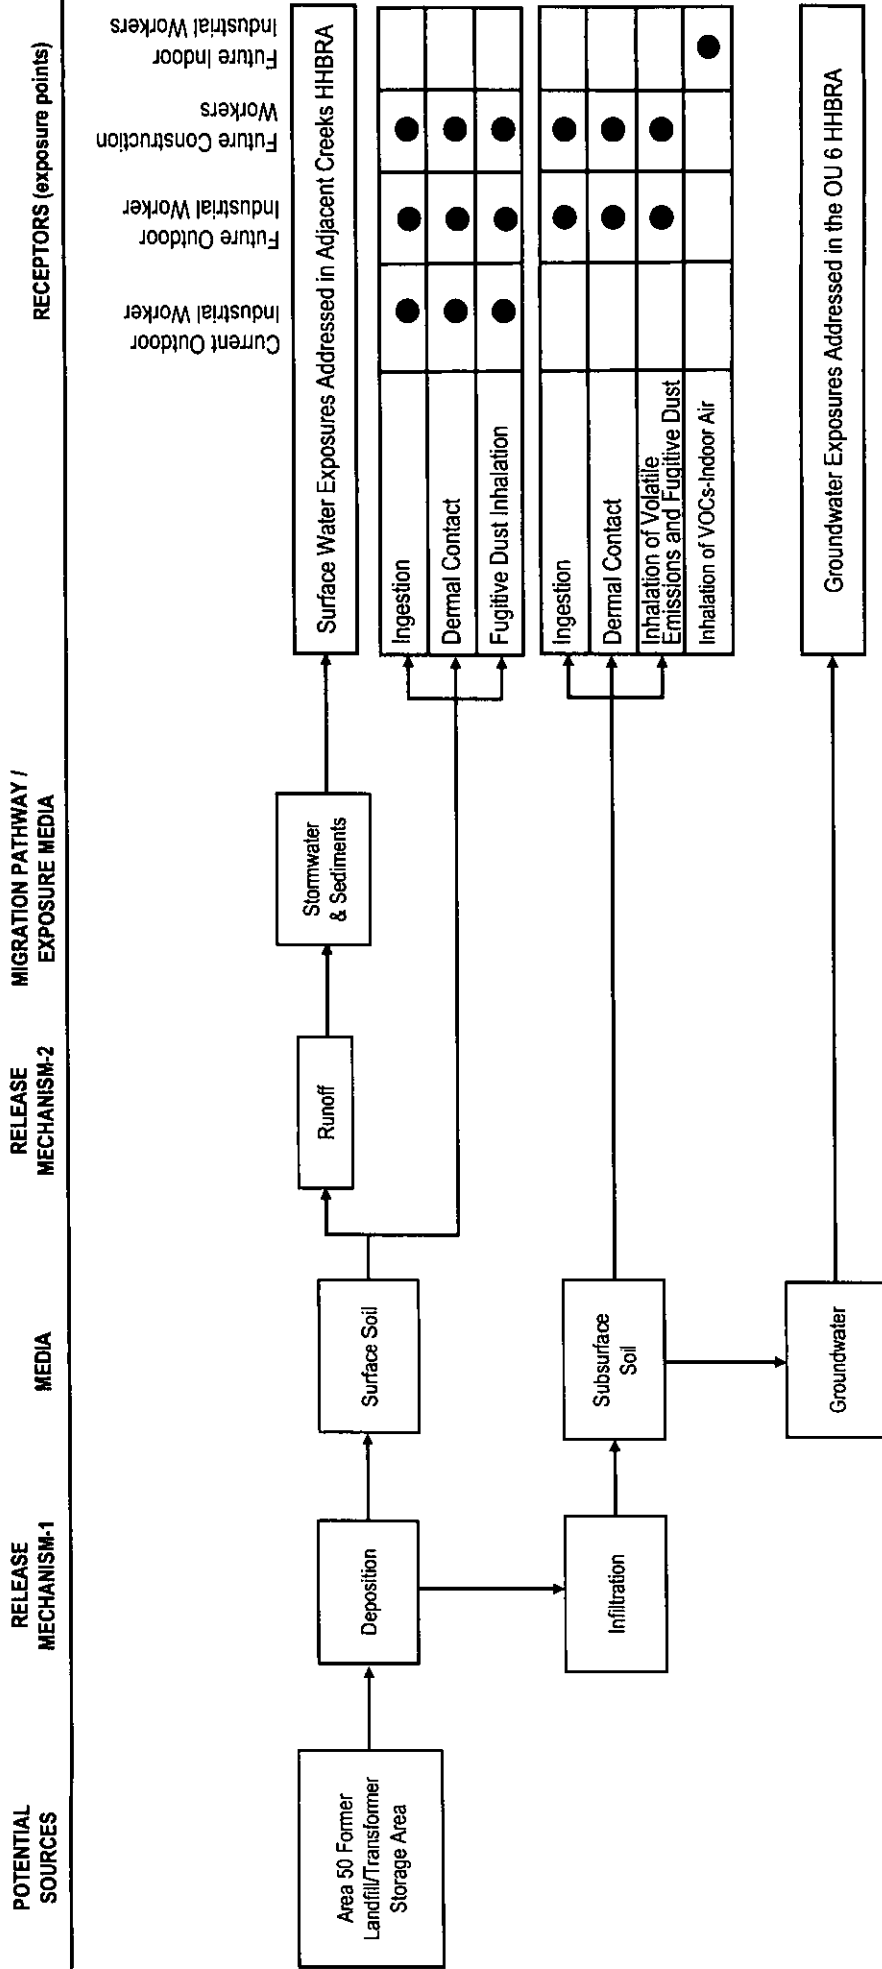 POTENTIAL
SOURCES
RELEASE
MECHANISM-1
MEDIA
RELEASE
MECHANISM-2
MIGRATION PATHWAY /
EXPOSURE MEDIA
RECEPTORS (exposure points)
Current Outdoor
Industrial Worker
Future Outdoor
Industrial Worker
Future Construction
Workers
Future Indoor
Industrial Workers
Area 50 Former
Landfill/Transformer
Storage Area
Deposition
Surface Soil
Runoff
Stormwater
& Sediments
Surface Water Exposures Addressed in Adjacent Creeks HHBRA
Ingestion
Dermal Contact
Fugitive Dust Inhalation
Infiltration
Subsurface
Soil
Ingestion
Dermal Contact
Inhalation of Volatile
Emissions and Fugitive Dust
Inhalation of VOCs-Indoor Air
Groundwater
Groundwater Exposures Addressed in the OU 6 HHBRA